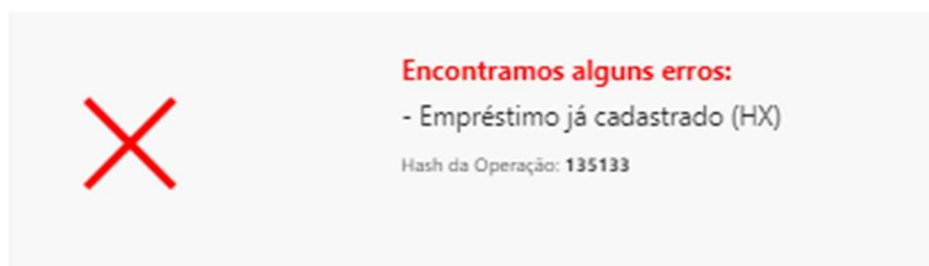 Encontramos alguns erros:
- Empréstimo já cadastrado (HX)
Hash da Operação: 135133